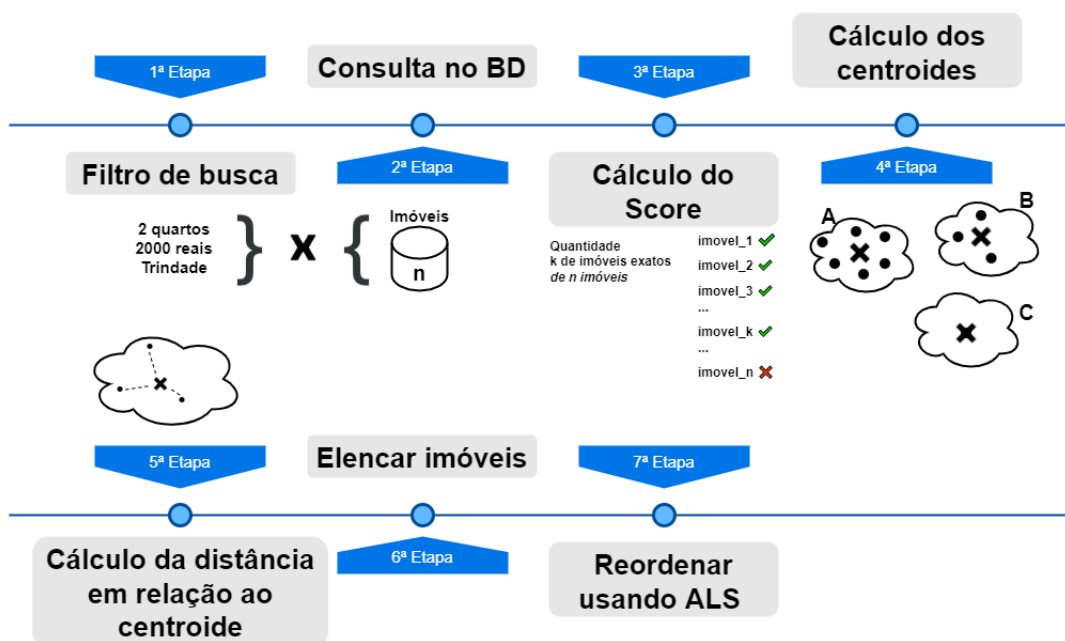 1ª Etapa
Filtro de busca
2 quartos
2000 reais
Trindade
}
X
{
Imóveis
n
Consulta no BD
2ª Etapa
3ª Etapa
Cálculo do
Score
Quantidade
k de imóveis exatos
de n imóveis
imovel_1
imovel_2
imovel_3
...
imovel_k
...
imovel_n
Cálculo dos
centroides
4ª Etapa
A
B
C
5ª Etapa
Cálculo da distância
em relação ao
centroide
Elencar imóveis
6ª Etapa
7ª Etapa
Reordenar
usando ALS